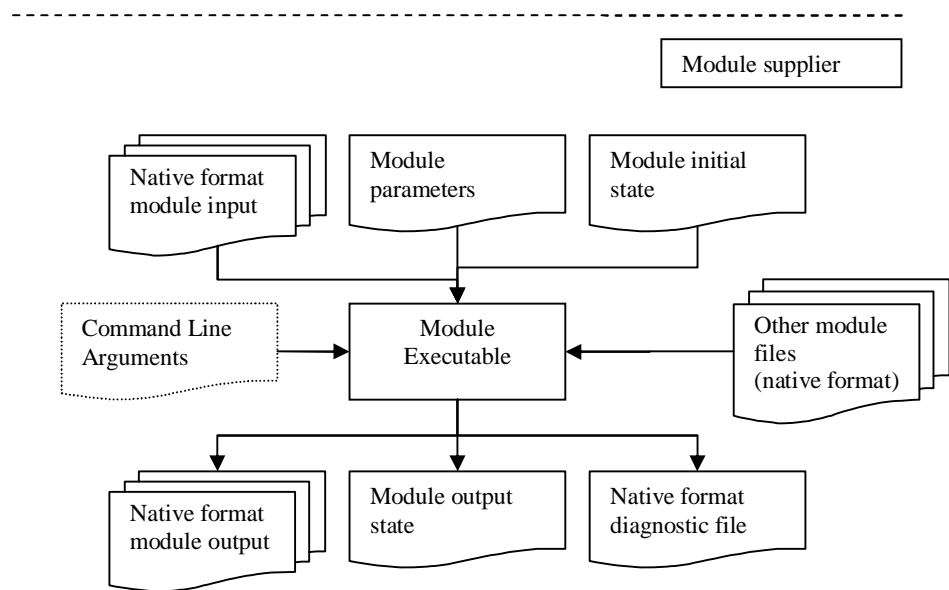 Module supplier
Native format
module input
Module
parameters
Module initial
state
Command Line
Arguments
Module
Executable
Other module
files
(native format)
Native format
module output
Module output
state
Native format
diagnostic file